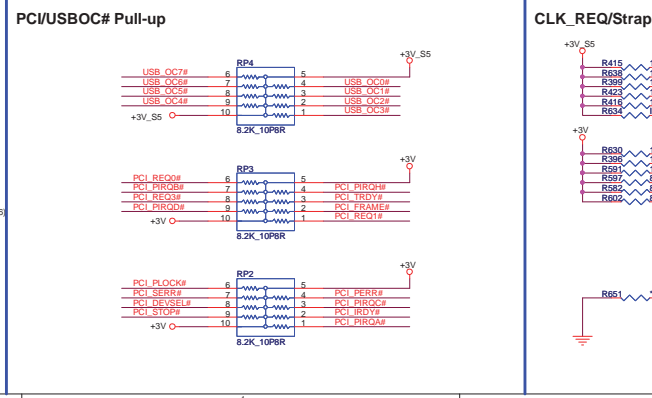 PCI/USBOC# Pull-up
CLK_REQ/Strap
RP4
+3V_S5
USB_OC7# 6 5
USB_OC6# 7 4 USB_OC0#
USB_OC5# 8 3 USB_OC1#
USB_OC4# 9 2 USB_OC2#
+3V_S5 10 1 USB_OC3#
8.2K_10P8R
RP3
+3V
PCI_REQ0# 6 5
PCI_PIRQB# 7 4 PCI_PIRQH#
PCI_REQ3# 8 3 PCI_TRDY#
PCI_PIRQD# 9 2 PCI_FRAME#
+3V 10 1 PCI_REQ1#
8.2K_10P8R
RP2
+3V
PCI_PLOCK# 6 5
PCI_SERR# 7 4 PCI_PERR#
PCI_DEVSEL# 8 3 PCI_PIRQC#
PCI_STOP# 9 2 PCI_IRDY#
+3V 10 1 PCI_PIRQA#
8.2K_10P8R
+3V_S5
R415
R638
R399
R423
R416
R634
+3V
R630
R396
R591
R597
R582
R602
R651